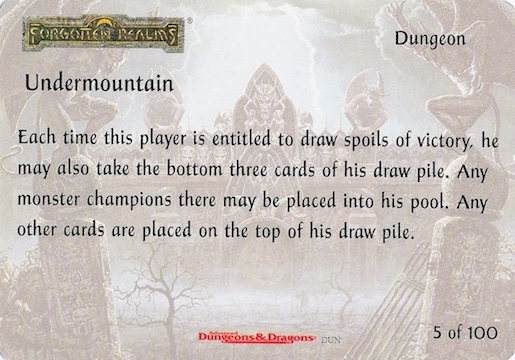 FORGOTTEN REALMS®
Dungeon
Undermountain
Each time this player is entitled to draw spoils of victory, he
may also take the bottom three cards of his draw pile. Any
monster champions there may be placed into his pool. Any
other cards are placed on the top of his draw pile.
Advanced
Dungeons & Dragons
DUN
5 of 100